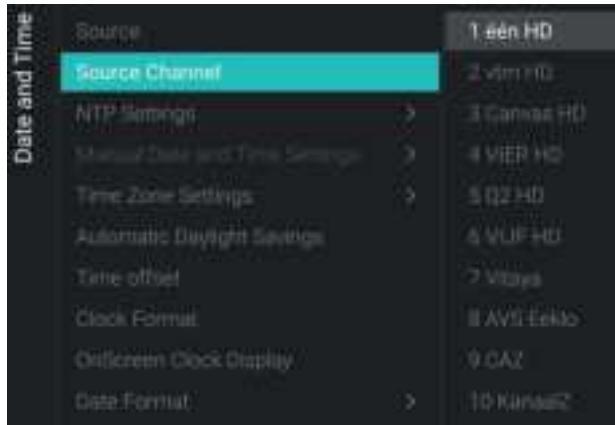 Date and Time
Source
Source Channel
NTP Settings
Manual Date and Time Settings
Time Zone Settings
Automatic Daylight Savings
Time offset
Clock Format
OnScreen Clock Display
Date Format
1 één HD
2 vtm HD
3 Canvas HD
4 VIER HD
5 Q2 HD
6 VIJF HD
7 Vitaya
8 AVS Eeklo
9 CAZ
10 KanaalZ